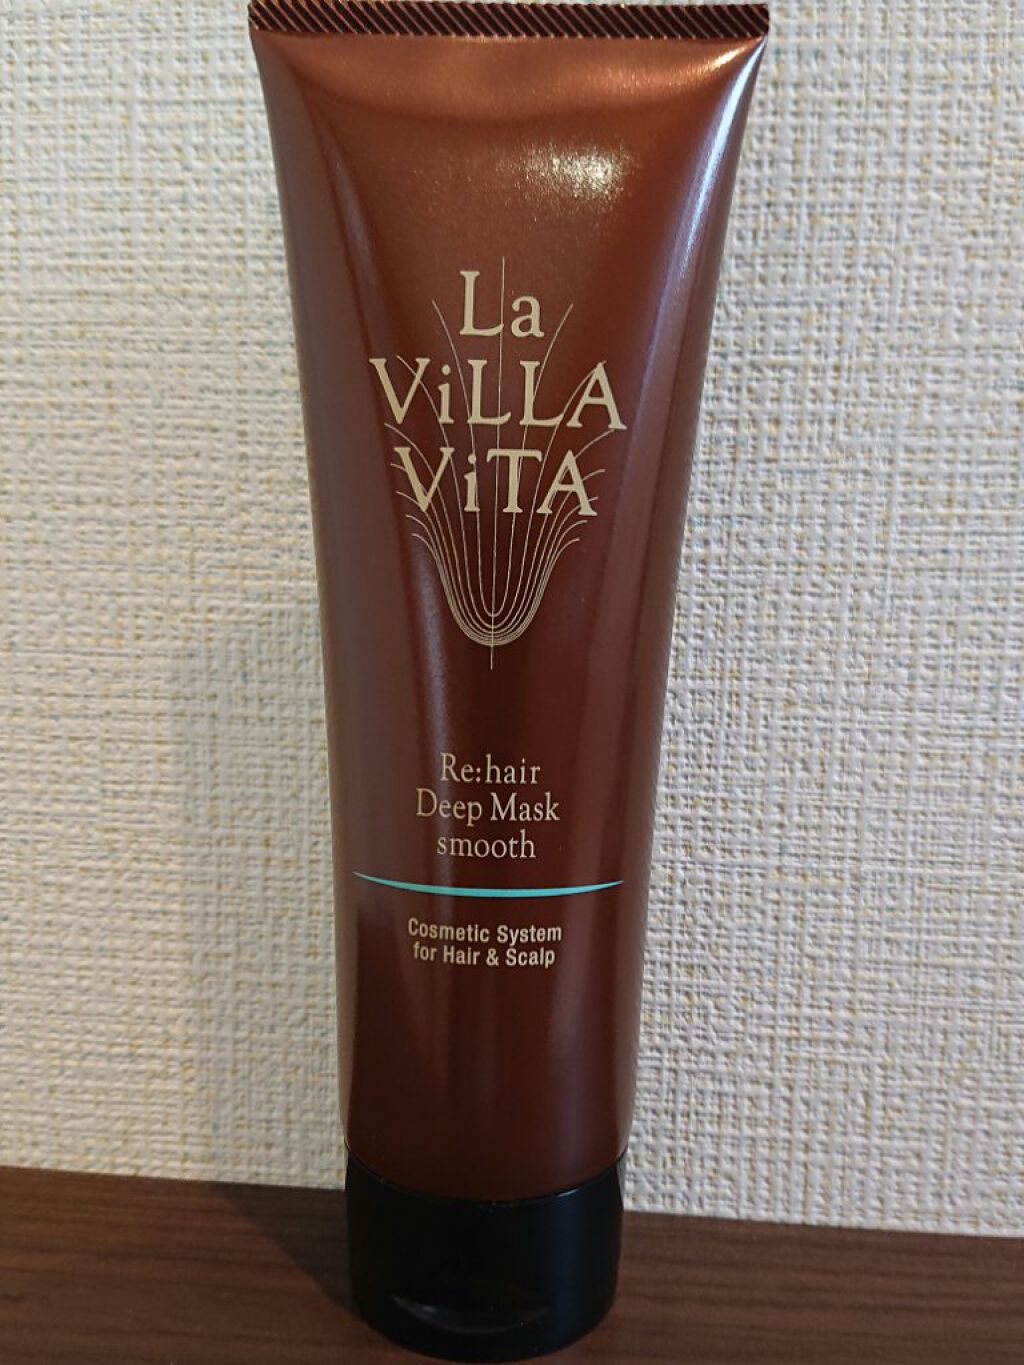 La
ViLLA
ViTA
Re:hair
Deep Mask
smooth
Cosmetic System
for Hair & Scalp